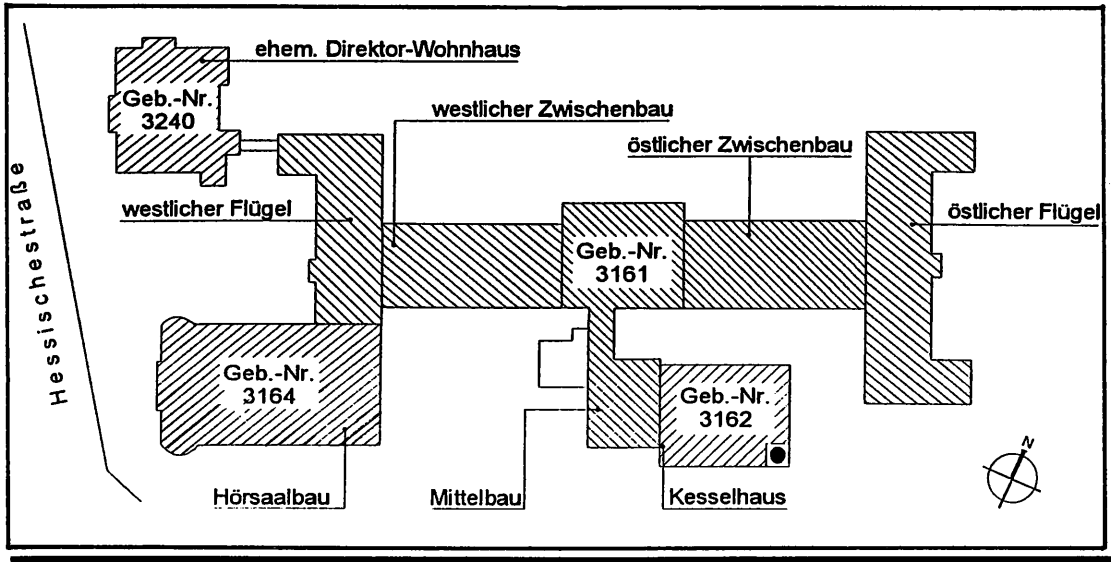 ehem. Direktor-Wohnhaus
Geb.-Nr.
3240
westlicher Zwischenbau
östlicher Zwischenbau
westlicher Flügel
östlicher Flügel
Geb.-Nr.
3161
Hessischestraße
Geb.-Nr.
3164
Geb.-Nr.
3162
N
Hörsaalbau
Mittelbau
Kesselhaus